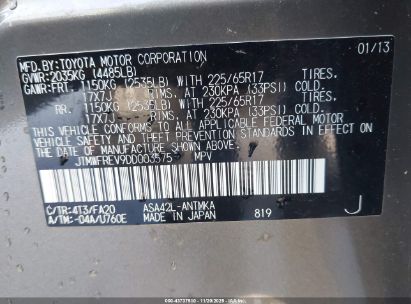 MFD.BY:TOYOTA MOTOR CORPORATION 01/13
GVWR:2035KG (4485LB)
GAWR:FRT. 1150KG (2535LB) WITH 225/65R17 TIRES.
17X7J RIMS, AT 230KPA (33PSI) COLD.
RR. 1150KG (2535LB) WITH 225/65R17 TIRES.
17X7J RIMS, AT 230KPA (33PSI) COLD.
THIS VEHICLE CONFORMS TO ALL APPLICABLE FEDERAL MOTOR
VEHICLE SAFETY AND THEFT PREVENTION STANDARDS IN EFFECT ON
THE DATE OF MANUFACTURE SHOWN ABOVE.
JTMWFREV9DD003575 MPV
C/TR:4T3/FA20 ASA42L-ANTMKA
A/TM:-04A/U760E MADE IN JAPAN 819 J